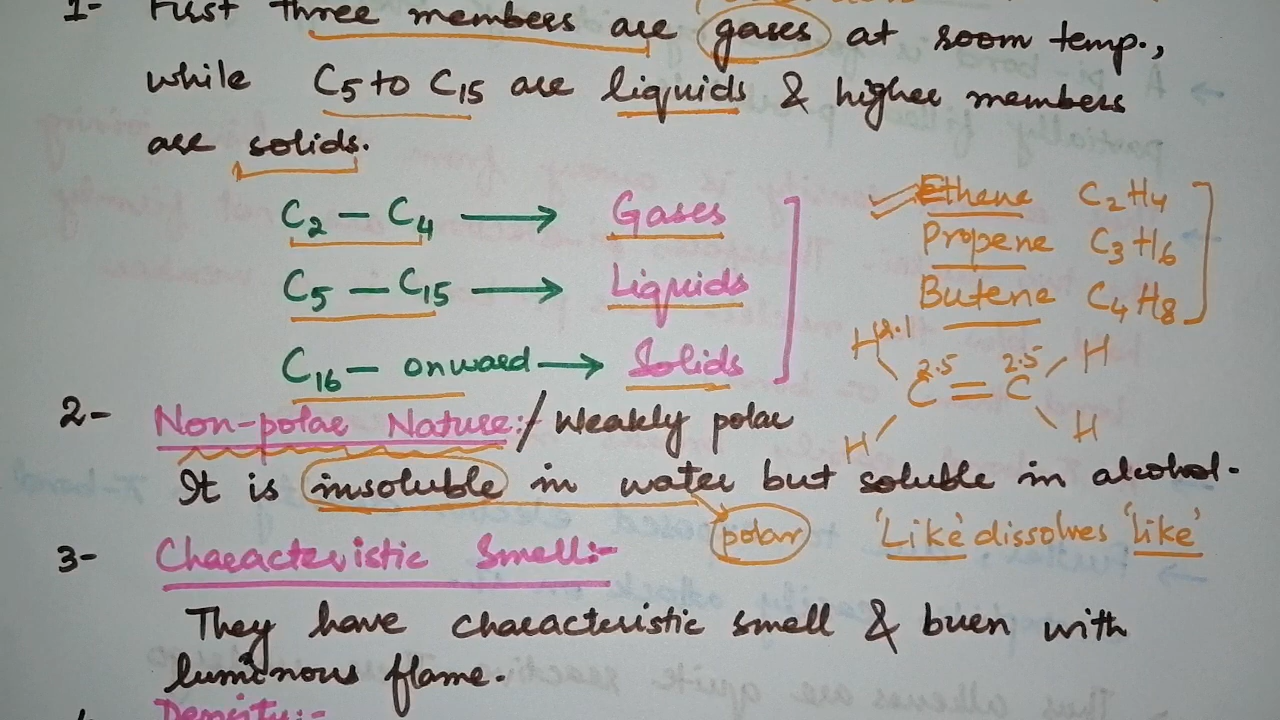 1- First three members are gases at room temp.,
while C5 to C15 are liquids & higher members
are solids.
C2 – C4 → Gases
C5 – C15 → Liquids
C16 – onward → Solids
Ethene C2H4
Propene C3H6
Butene C4H8
H 2.1 2.5 2.5 H
C = C
H H
2- Non-polar Nature:-/ Weakly polar
It is insoluble in water but soluble in alcohol.
polar 'Like' dissolves 'like'
3- Characteristic Smell:-
They have characteristic smell & burn with
luminous flame.
Density:-